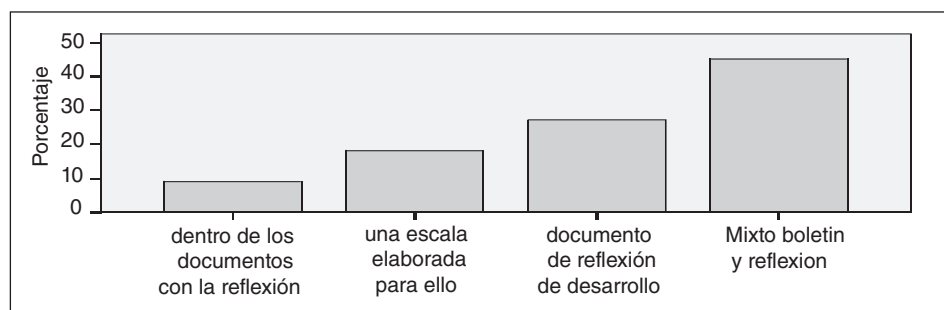 Porcentaje
50
40
30
20
10
0
dentro de los
documentos
con la reflexión
una escala
elaborada
para ello
documento
de reflexión
de desarrollo
Mixto boletin
y reflexion